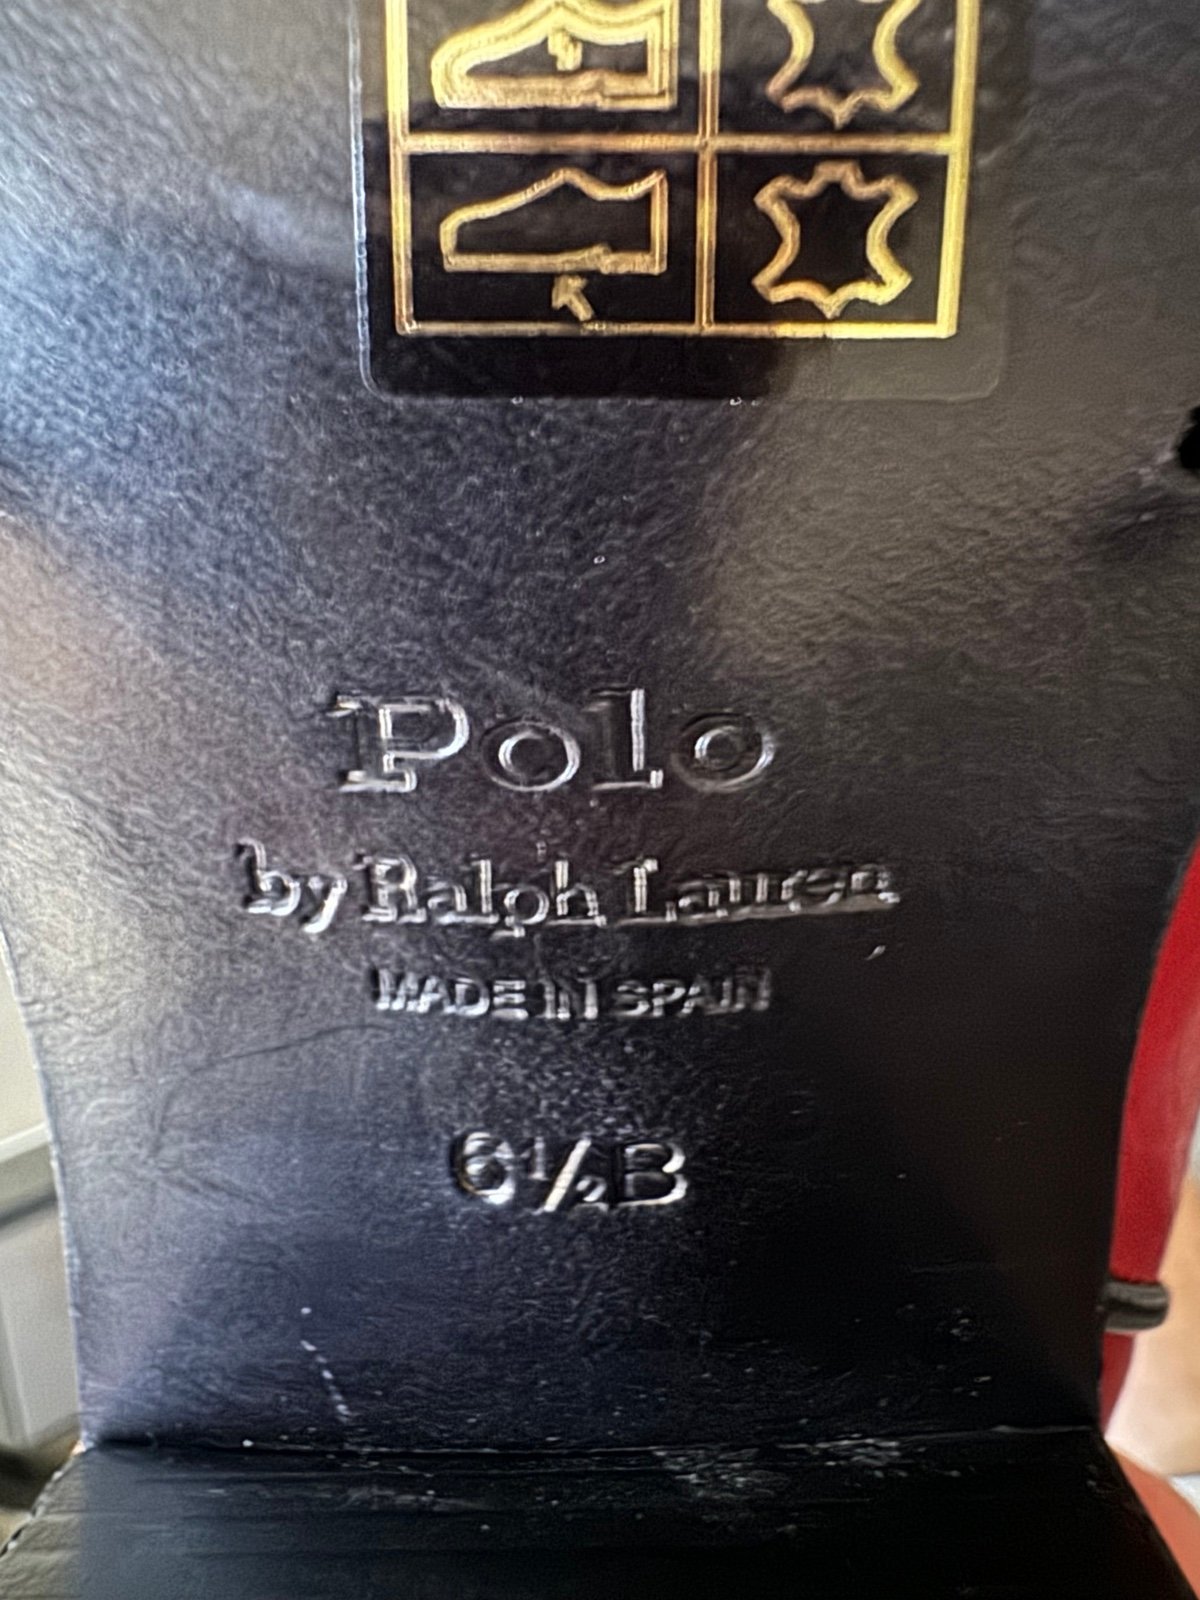 Polo
by Ralph Lauren
MADE IN SPAIN
6½B